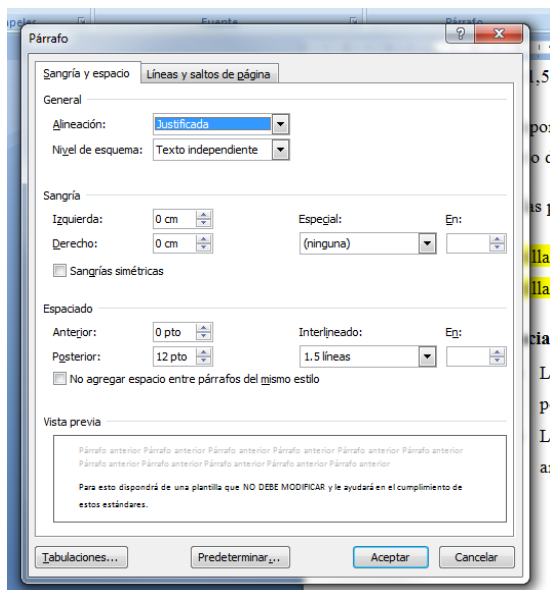 Fuente
Párrafo
Párrafo
1,5
Sangría y espacio
Líneas y saltos de página
General
Alineación: Justificada
Nivel de esquema: Texto independiente
Sangría
Izquierda: 0 cm Especial: En:
Derecho: 0 cm (ninguna)
Sangrías simétricas
Espaciado
Anterior: 0 pto Interlineado: En:
Posterior: 12 pto 1.5 líneas
No agregar espacio entre párrafos del mismo estilo
Vista previa
Párrafo anterior Párrafo anterior Párrafo anterior Párrafo anterior Párrafo anterior Párrafo anterior
Párrafo anterior Párrafo anterior Párrafo anterior Párrafo anterior Párrafo anterior
Para esto dispondrá de una plantilla que NO DEBE MODIFICAR y le ayudará en el cumplimiento de
estos estándares.
Tabulaciones... Predeterminar... Aceptar Cancelar